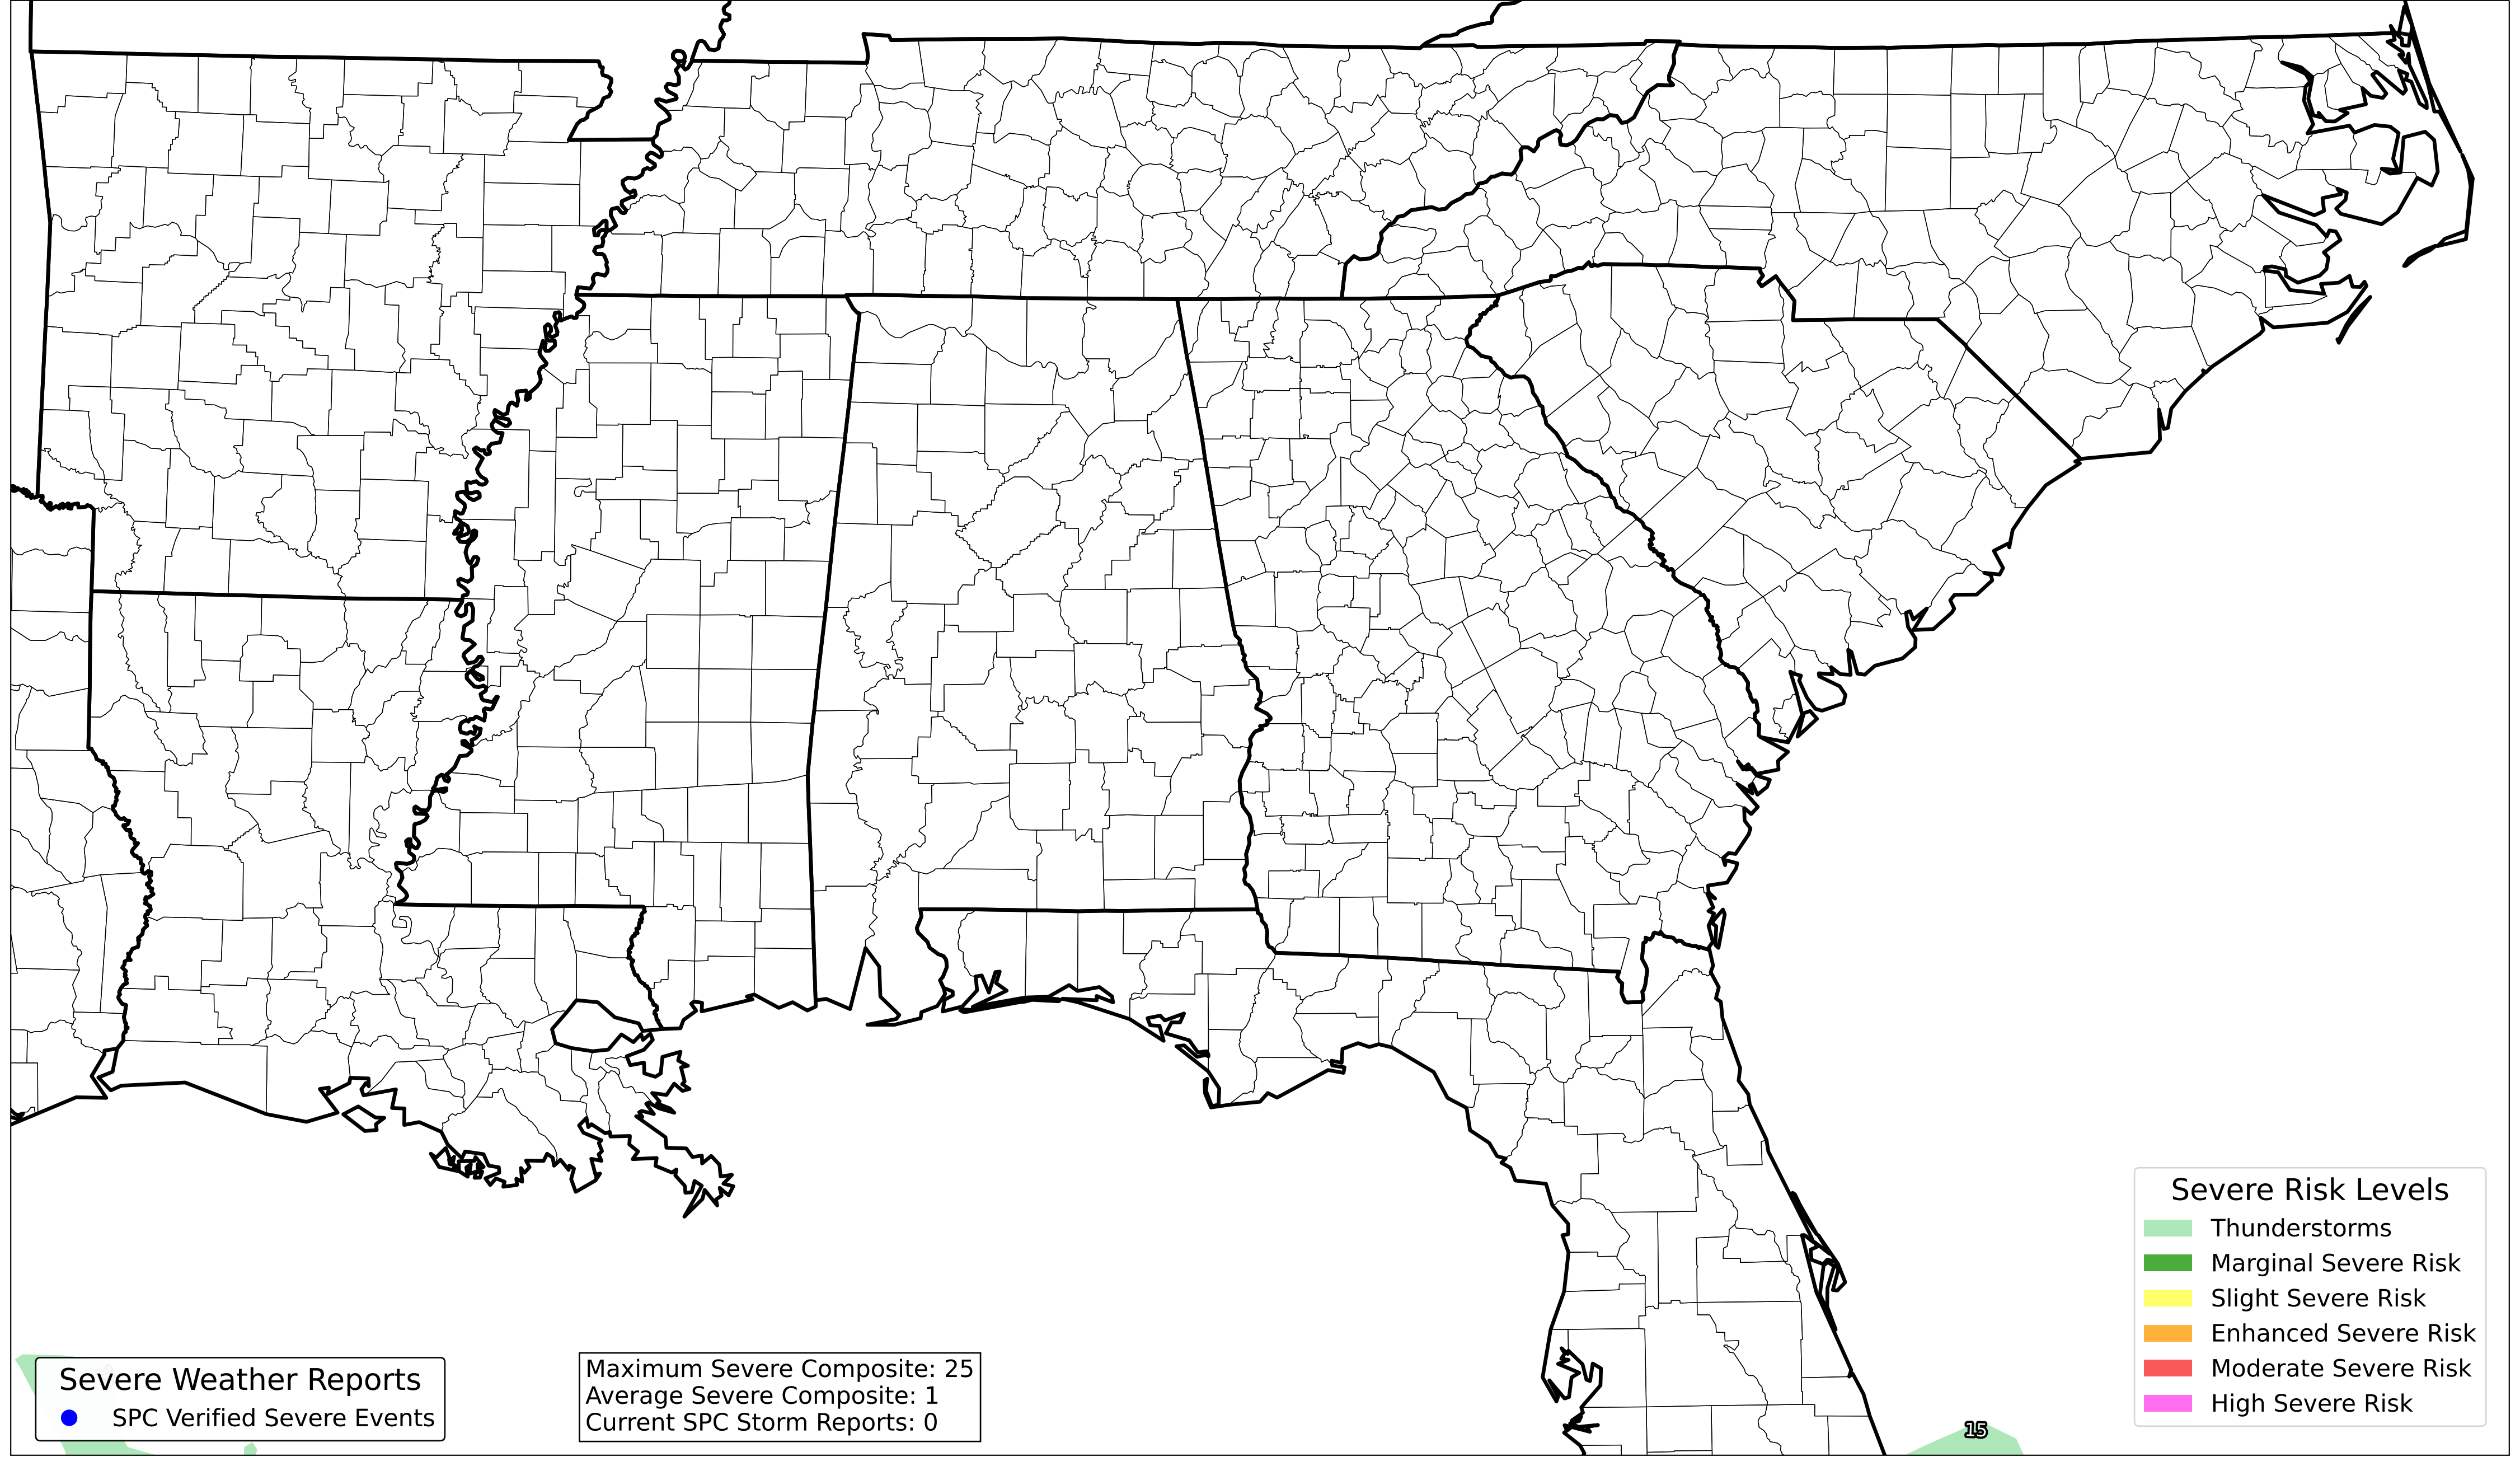 Severe Risk Levels
Thunderstorms
Marginal Severe Risk
Slight Severe Risk
Enhanced Severe Risk
Moderate Severe Risk
High Severe Risk
Severe Weather Reports
SPC Verified Severe Events
Maximum Severe Composite: 25
Average Severe Composite: 1
Current SPC Storm Reports: 0
15